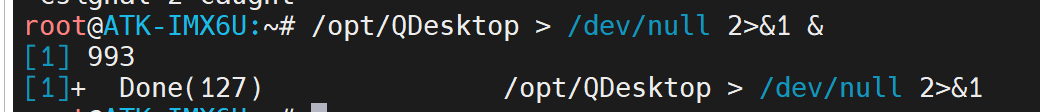 root@ATK-IMX6U:~# /opt/QDesktop > /dev/null 2>&1 &
[1] 993
[1]+  Done(127)               /opt/QDesktop > /dev/null 2>&1